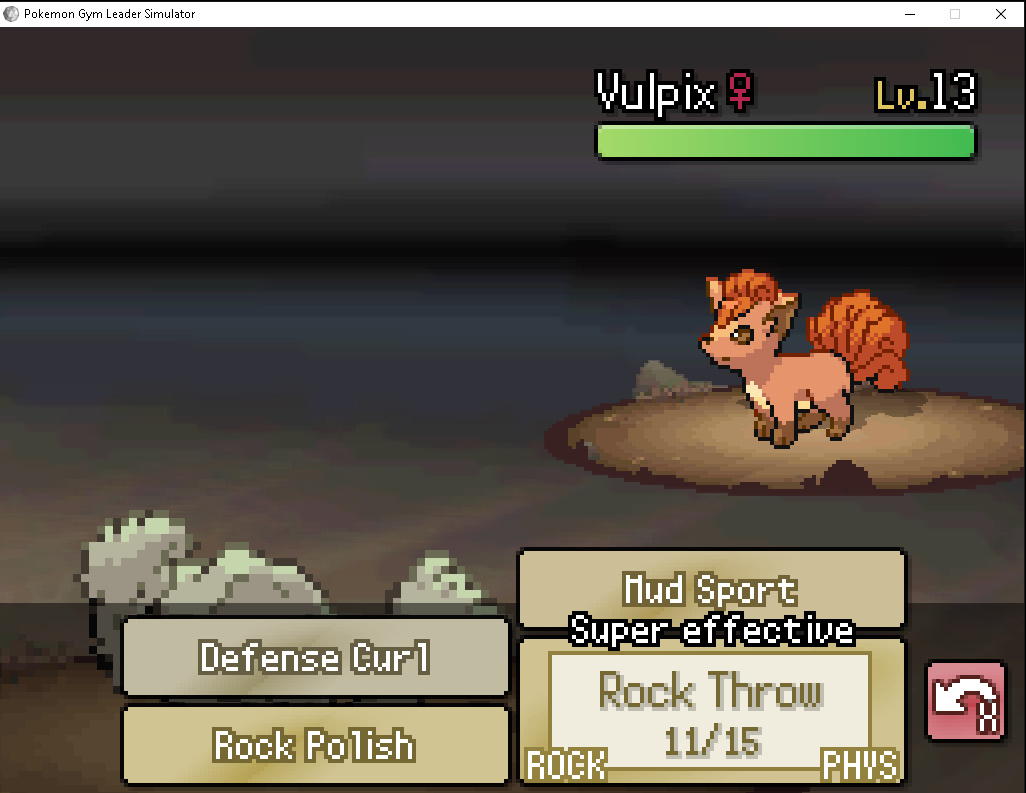 Pokemon Gym Leader Simulator
Vulpix♀ Lv.13
Mud Sport
Super effective
Defense Curl
Rock Throw
11/15
Rock Polish
ROCK PHYS
X